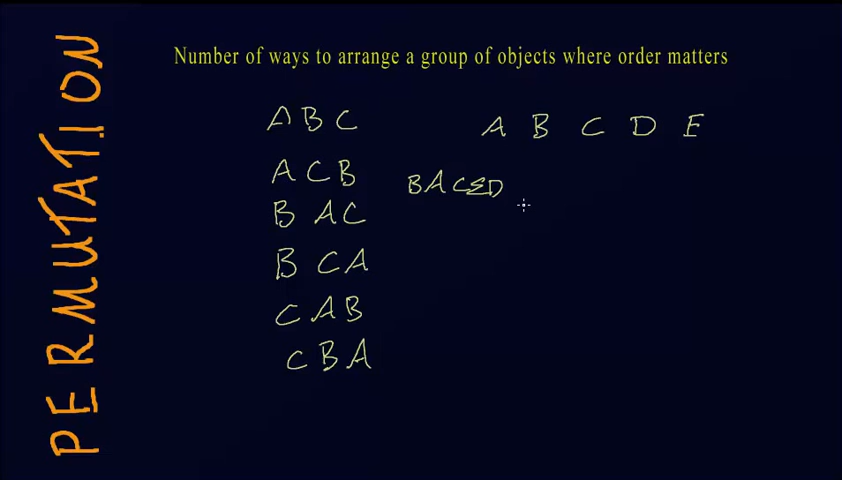 PERMUTATION
Number of ways to arrange a group of objects where order matters
ABC
A B C D E
ACB
BACED
BAC
BCA
CAB
CBA